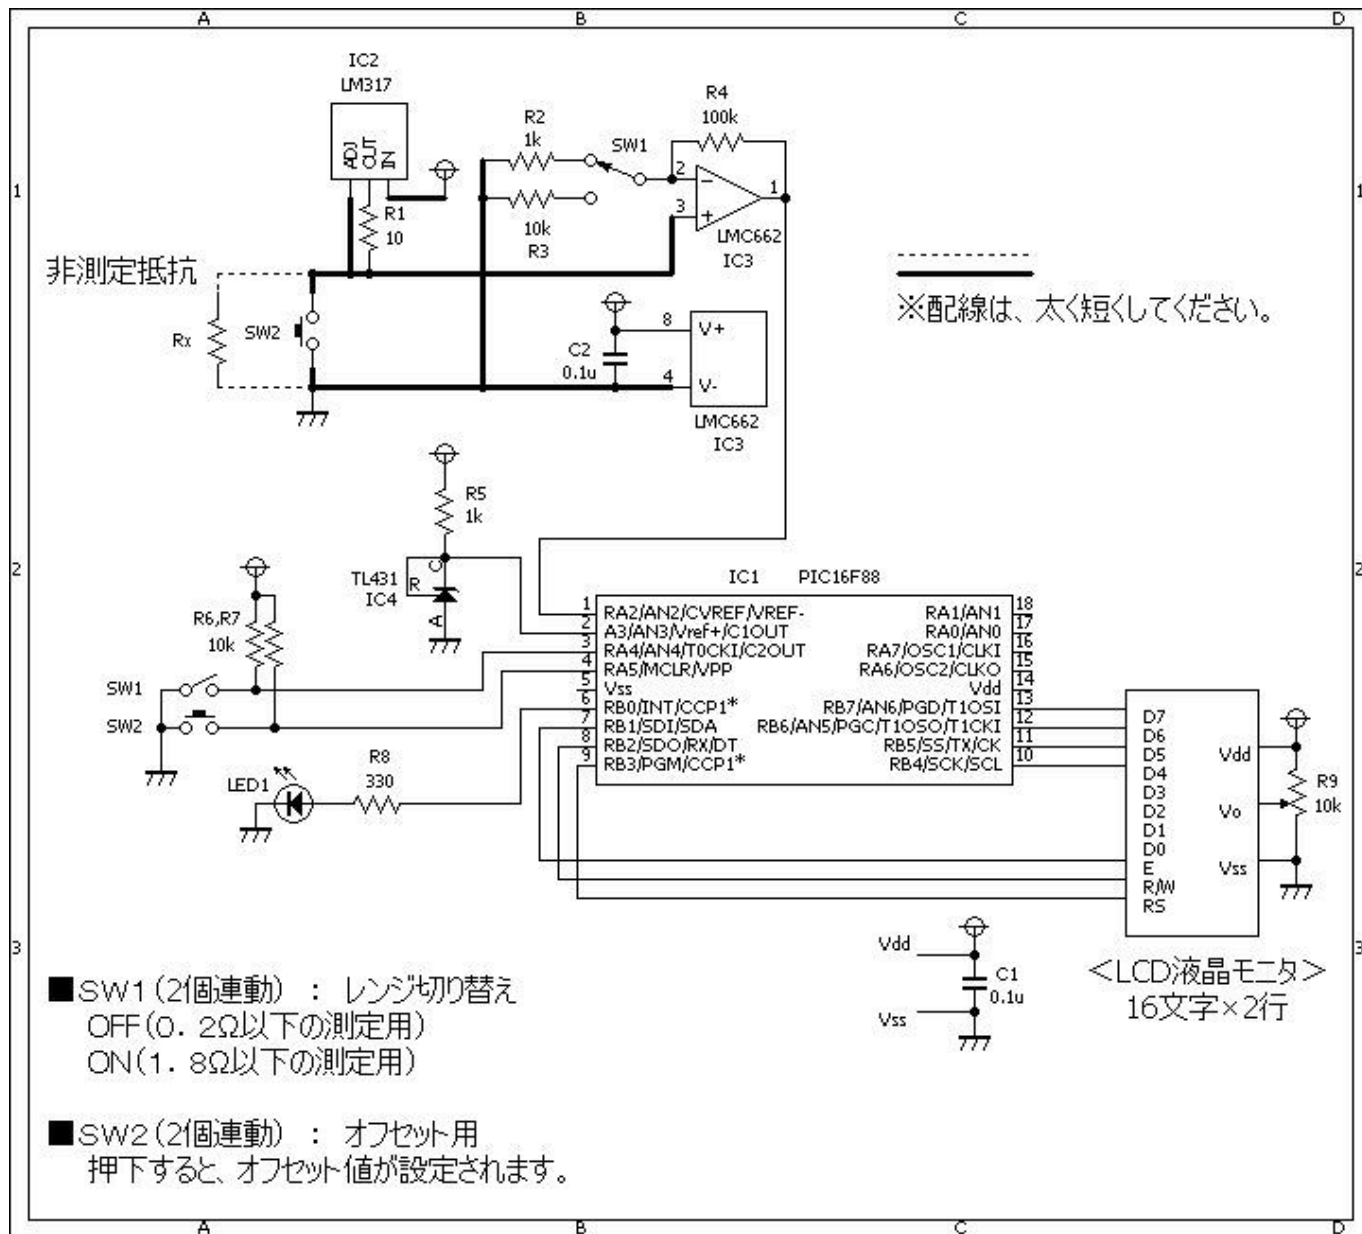 A B C D
IC2
LM317
ADJ
OUT
IN
R1
10
R2
1k
SW1
R4
100k
10k
R3
2
3
1
LMC662
IC3
1
1
非測定抵抗
Rx
SW2
※配線は、太く短くしてください。
C2
0.1u
8
V+
4
V-
LMC662
IC3
R5
1k
2
2
TL431
IC4
R
C
A
R6,R7
10k
SW1
SW2
LED1
R8
330
IC1 PIC16F88
1 RA2/AN2/CVREF/VREF- RA1/AN1 18
2 A3/AN3/Vref+/C1OUT RA0/AN0 17
3 RA4/AN4/T0CKI/C2OUT RA7/OSC1/CLKI 16
4 RA5/MCLR/VPP RA6/OSC2/CLKO 15
5 Vss Vdd 14
6 RB0/INT/CCP1* RB7/AN6/PGD/T1OSI 13
7 RB1/SDI/SDA RB6/AN5/PGC/T1OSO/T1CKI 12
8 RB2/SDO/RX/DT RB5/SS/TX/CK 11
9 RB3/PGM/CCP1* RB4/SCK/SCL 10
D7
D6
D5
D4
D3
D2
D1
D0
E
R/W
RS
Vdd
Vo
Vss
R9
10k
3
3
Vdd
Vss
C1
0.1u
<LCD液晶モニタ>
16文字×2行
■SW1(2個連動) : レンジ切り替え
OFF(0.2Ω以下の測定用)
ON(1.8Ω以下の測定用)
■SW2(2個連動) : オフセット用
押下すると、オフセット値が設定されます。
A B C D